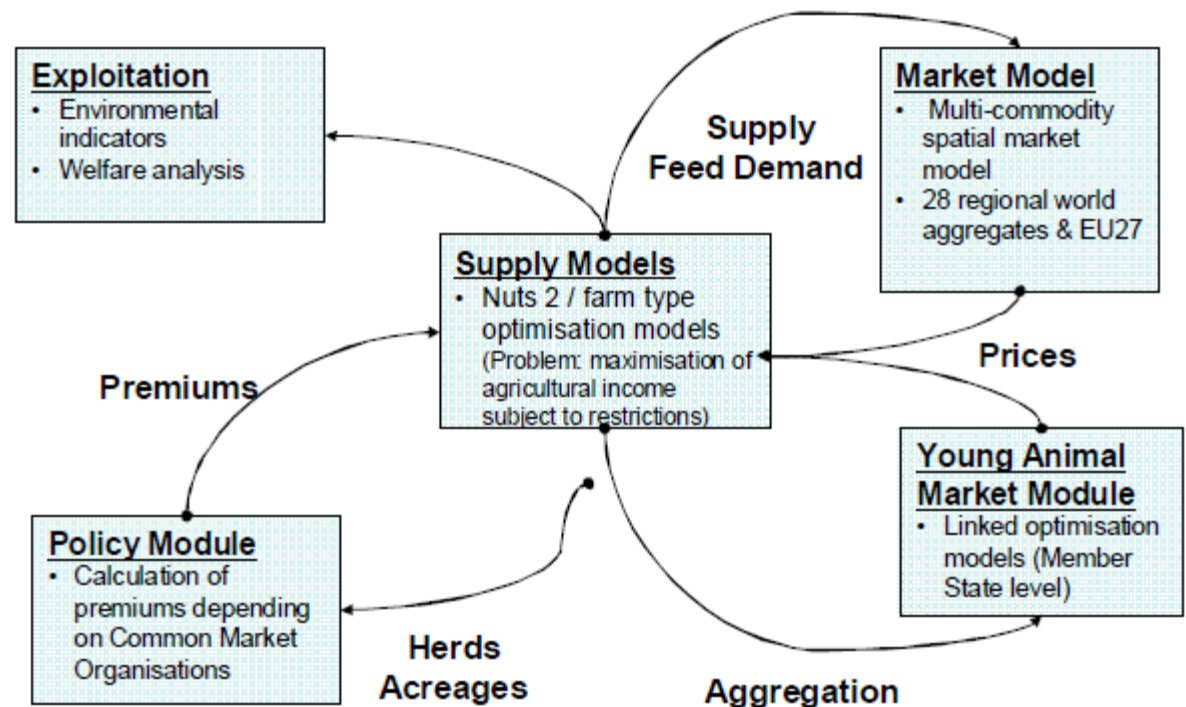 Exploitation
• Environmental
indicators
• Welfare analysis
Supply
Feed Demand
Market Model
• Multi-commodity
spatial market
model
• 28 regional world
aggregates & EU27
Supply Models
• Nuts 2 / farm type
optimisation models
(Problem: maximisation of
agricultural income
subject to restrictions)
Premiums
Prices
Policy Module
• Calculation of
premiums depending
on Common Market
Organisations
Young Animal
Market Module
• Linked optimisation
models (Member
State level)
Herds
Acreages
Aggregation